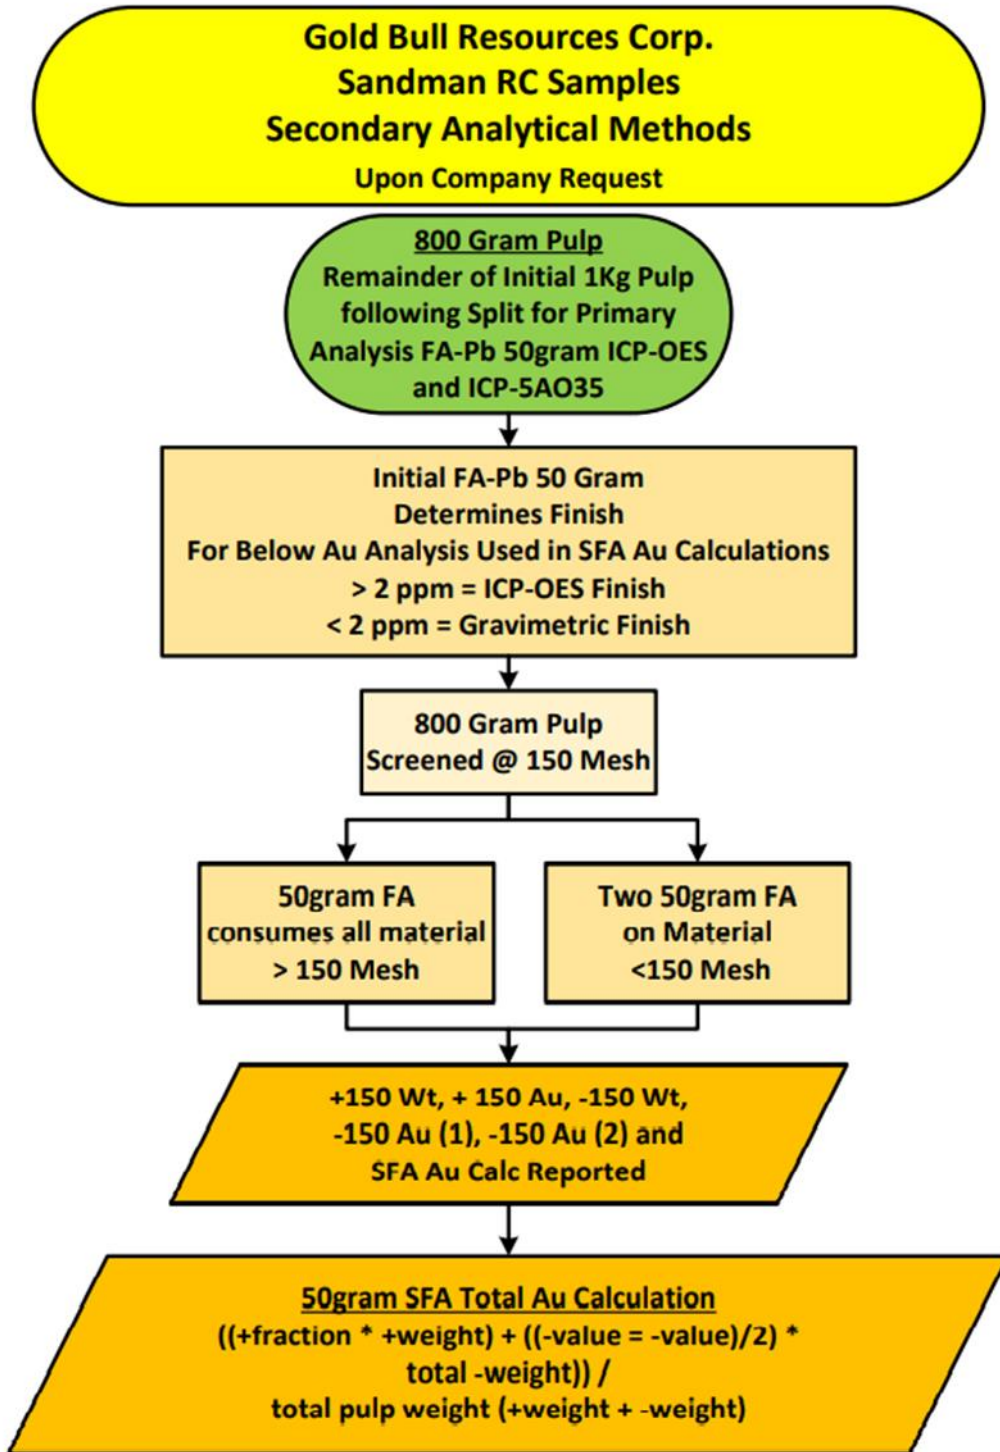 Gold Bull Resources Corp.
Sandman RC Samples
Secondary Analytical Methods
Upon Company Request
800 Gram Pulp
Remainder of Initial 1Kg Pulp
following Split for Primary
Analysis FA-Pb 50gram ICP-OES
and ICP-5AO35
Initial FA-Pb 50 Gram
Determines Finish
For Below Au Analysis Used in SFA Au Calculations
> 2 ppm = ICP-OES Finish
< 2 ppm = Gravimetric Finish
800 Gram Pulp
Screened @ 150 Mesh
50gram FA
consumes all material
> 150 Mesh
Two 50gram FA
on Material
<150 Mesh
+150 Wt, + 150 Au, -150 Wt,
-150 Au (1), -150 Au (2) and
SFA Au Calc Reported
50gram SFA Total Au Calculation
((+fraction * +weight) + ((-value = -value)/2) *
total -weight)) /
total pulp weight (+weight + -weight)